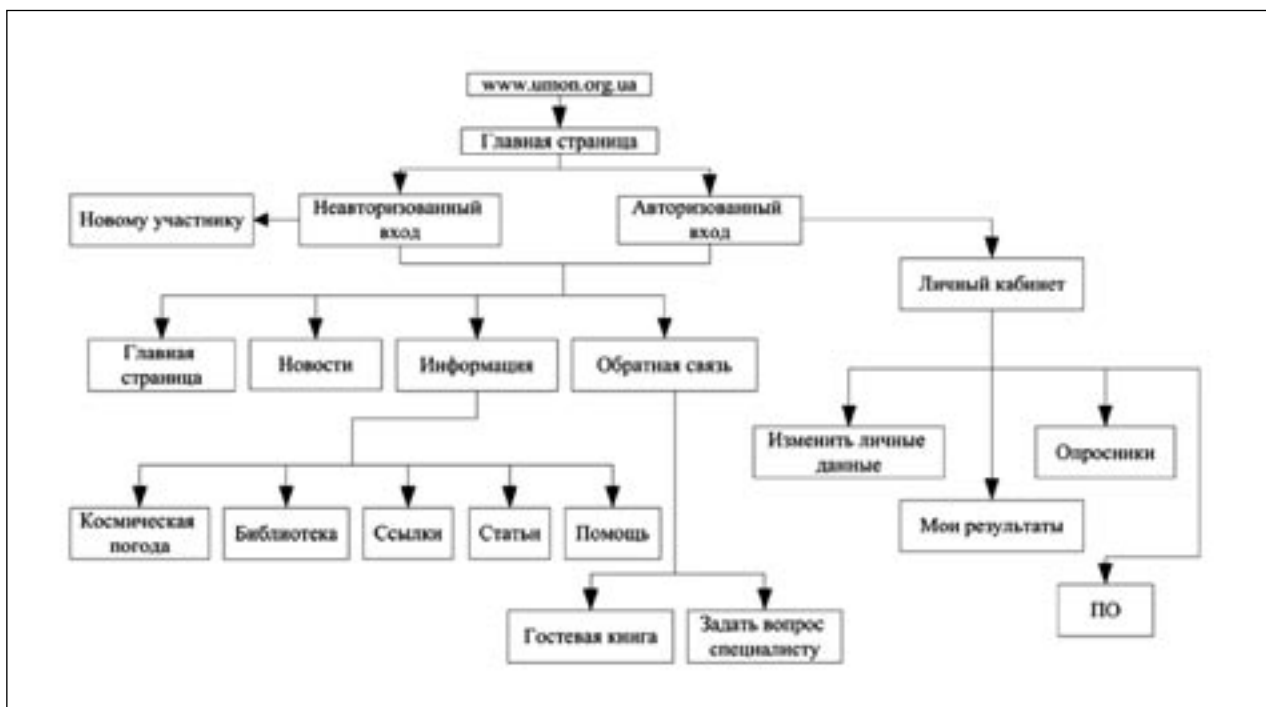 www.umon.org.ua
Главная страница
Новому участнику
Неавторизованный
вход
Авторизованный
вход
Личный кабинет
Главная
страница
Новости
Информация
Обратная связь
Изменить личные
данные
Опросники
Космическая
погода
Библиотека
Ссылки
Статьи
Помощь
Мои результаты
ПО
Гостевая книга
Задать вопрос
специалисту